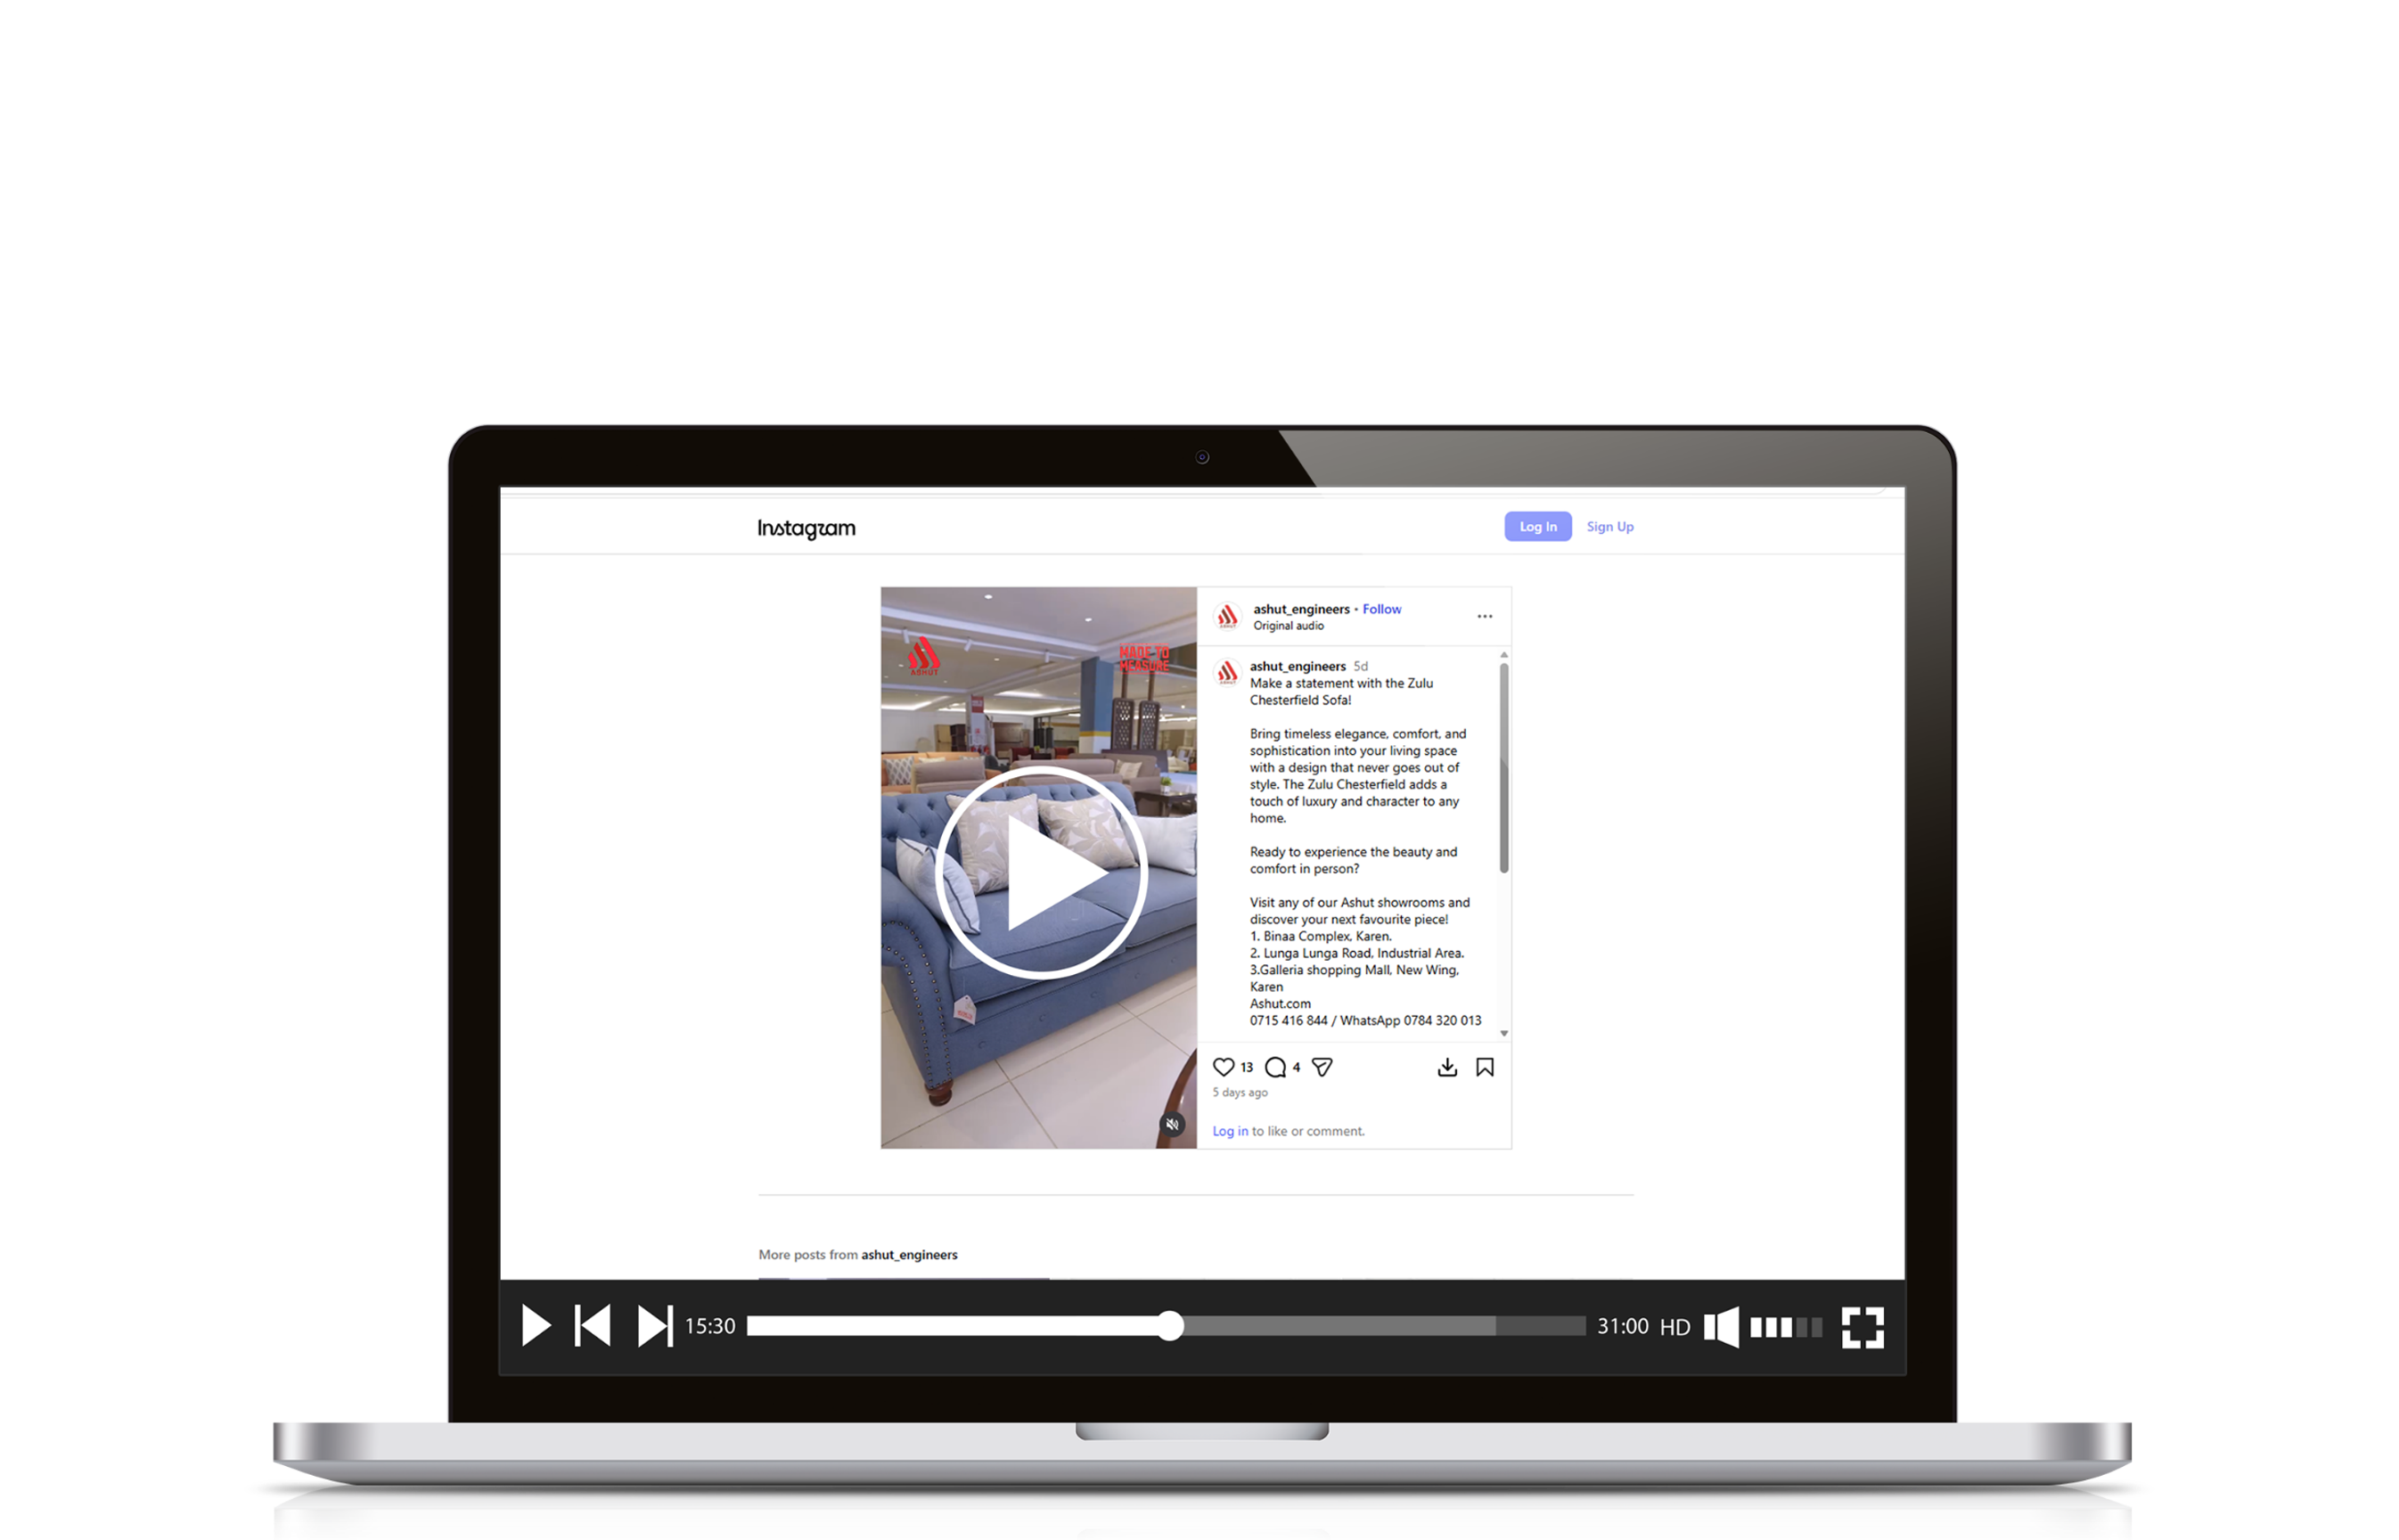 Instagram
Log In
Sign Up
ASHUT
MADE TO
MEASURE
ashut_engineers • Follow
Original audio
ashut_engineers 5d
Make a statement with the Zulu
Chesterfield Sofa!
Bring timeless elegance, comfort, and
sophistication into your living space
with a design that never goes out of
style. The Zulu Chesterfield adds a
touch of luxury and character to any
home.
Ready to experience the beauty and
comfort in person?
Visit any of our Ashut showrooms and
discover your next favourite piece!
1. Binaa Complex, Karen.
2. Lunga Lunga Road, Industrial Area.
3.Galleria shopping Mall, New Wing,
Karen
Ashut.com
0715 416 844 / WhatsApp 0784 320 013
13
4
5 days ago
Log in to like or comment.
More posts from ashut_engineers
15:30
31:00 HD